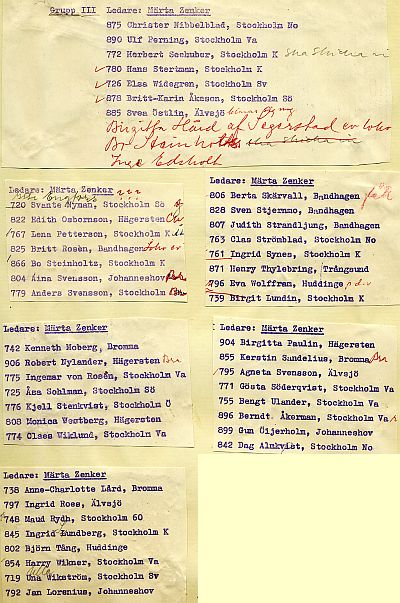 Grupp III Ledare: Märta Zenker
875 Christer Nibbelblad, Stockholm No
890 Ulf Perning, Stockholm Va
772 Herbert Sechuber, Stockholm K
780 Hans Stertman, Stockholm K
726 Elsa Widegren, Stockholm Sv
878 Britt-Karin Åkeson, Stockholm Sö
885 Svea Östlin, Älvsjö
Birgitta Hård af Segerstad
Bo Steinholtz
Inga Edsholt
Ledare: Märta Zenker ???
720 Svante Nyman, Stockholm Sö
822 Edith Osbornson, Hägersten
767 Lena Petterson, Stockholm K
825 Britt Rosén, Bandhagen
866 Bo Steinholtz, Stockholm K
804 Aina Svensson, Johanneshov
779 Anders Svensson, Stockholm
Ledare: Märta Zenker
806 Berta Skärvall, Bandhagen
828 Sven Stjernmo, Bandhagen
807 Judith Strandljung, Bandhagen
763 Clas Strömblad, Stockholm No
761 Ingrid Synes, Stockholm K
871 Henry Thylebring, Trångsund
796 Eva Wolffram, Huddinge
739 Birgit Lundin, Stockholm K
Ledare: Märta Zenker
742 Kenneth Moberg, Bromma
906 Robert Nylander, Hägersten Bra
775 Ingemar von Rosén, Stockholm Va
725 Åsa Sohlman, Stockholm Sö
776 Kjell Stenkvist, Stockholm Ö
808 Monica Westberg, Hägersten
774 Claes Wiklund, Stockholm Va
Ledare: Märta Zenker
904 Birgitta Paulin, Hägersten
855 Kerstin Sandelius, Bromma Bra
795 Agneta Svensson, Älvsjö
771 Gösta Söderqvist, Stockholm Va
755 Bengt Ulander, Stockholm Va
896 Berndt Åkerman, Stockholm Va
899 Gun Öijerholm, Johanneshov
842 Dag Almkvist, Stockholm No
Ledare: Märta Zenker
738 Anne-Charlotte Lård, Bromma
797 Ingrid Roes, Älvsjö
748 Maud Rydh, Stockholm 60
845 Ingrid Lundberg, Stockholm K
802 Björn Tång, Huddinge
854 Harry Wikner, Stockholm Va
719 Una Wikström, Stockholm Sv
792 Jan Lorenius, Johanneshov